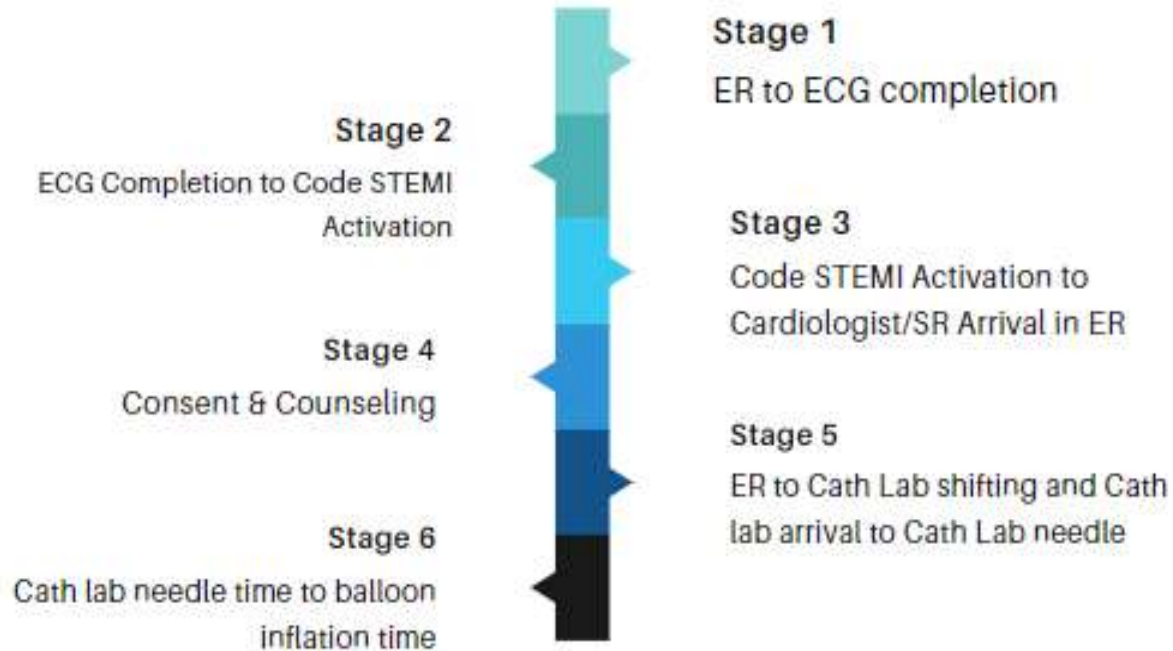 Stage 1
ER to ECG completion
Stage 2
ECG Completion to Code STEMI
Activation
Stage 3
Code STEMI Activation to
Cardiologist/SR Arrival in ER
Stage 4
Consent & Counseling
Stage 5
ER to Cath Lab shifting and Cath
lab arrival to Cath Lab needle
Stage 6
Cath lab needle time to balloon
inflation time